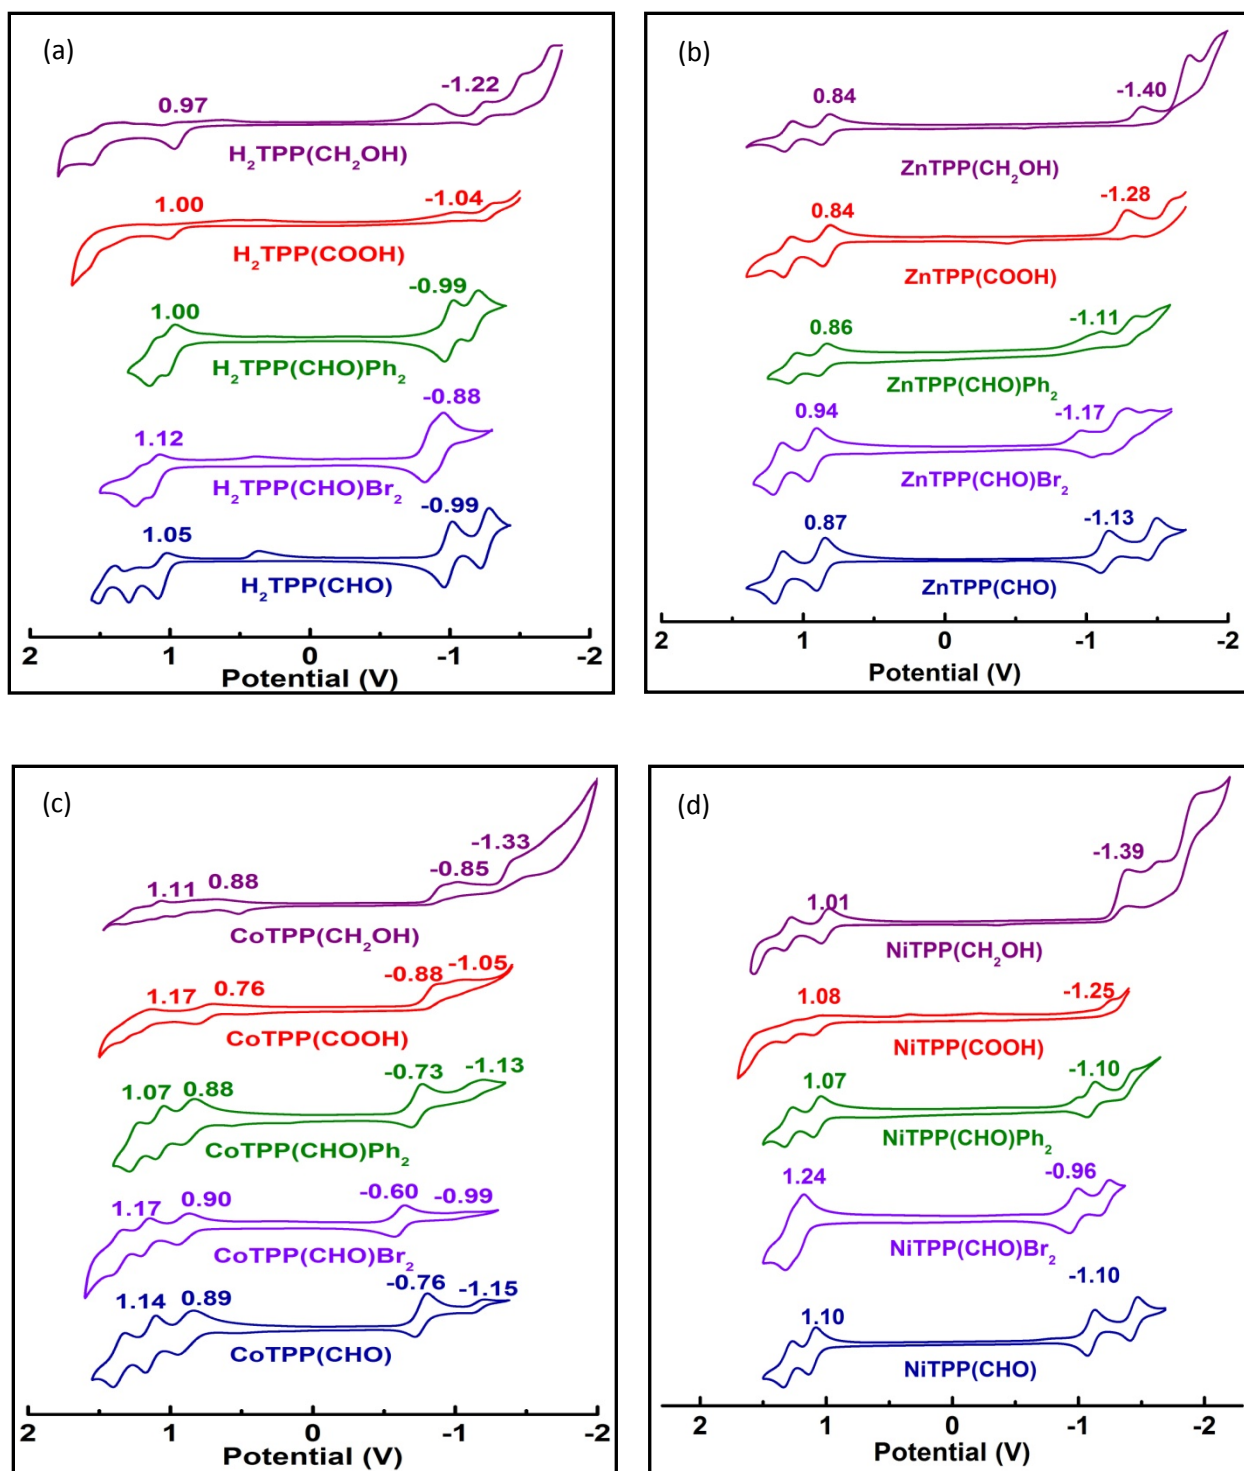 (a)
-1.22
0.97
H₂TPP(CH₂OH)
1.00 -1.04
H₂TPP(COOH)
-0.99
1.00
H₂TPP(CHO)Ph₂
-0.88
1.12
H₂TPP(CHO)Br₂
-0.99
1.05
H₂TPP(CHO)
2 1 0 -1 -2
Potential (V)
(b)
0.84 -1.40
ZnTPP(CH₂OH)
0.84 -1.28
ZnTPP(COOH)
0.86 -1.11
ZnTPP(CHO)Ph₂
0.94 -1.17
ZnTPP(CHO)Br₂
0.87 -1.13
ZnTPP(CHO)
2 1 0 -1 -2
Potential (V)
(c)
-1.33
-0.85
1.11 0.88
CoTPP(CH₂OH)
-0.88 -1.05
1.17 0.76
CoTPP(COOH)
-0.73 -1.13
1.07 0.88
CoTPP(CHO)Ph₂
1.17 0.90 -0.60 -0.99
CoTPP(CHO)Br₂
-0.76 -1.15
1.14 0.89
CoTPP(CHO)
2 1 0 -1 -2
Potential (V)
(d)
-1.39
1.01
NiTPP(CH₂OH)
1.08 -1.25
NiTPP(COOH)
1.07 -1.10
NiTPP(CHO)Ph₂
1.24 -0.96
NiTPP(CHO)Br₂
-1.10
1.10
NiTPP(CHO)
2 1 0 -1 -2
Potential (V)